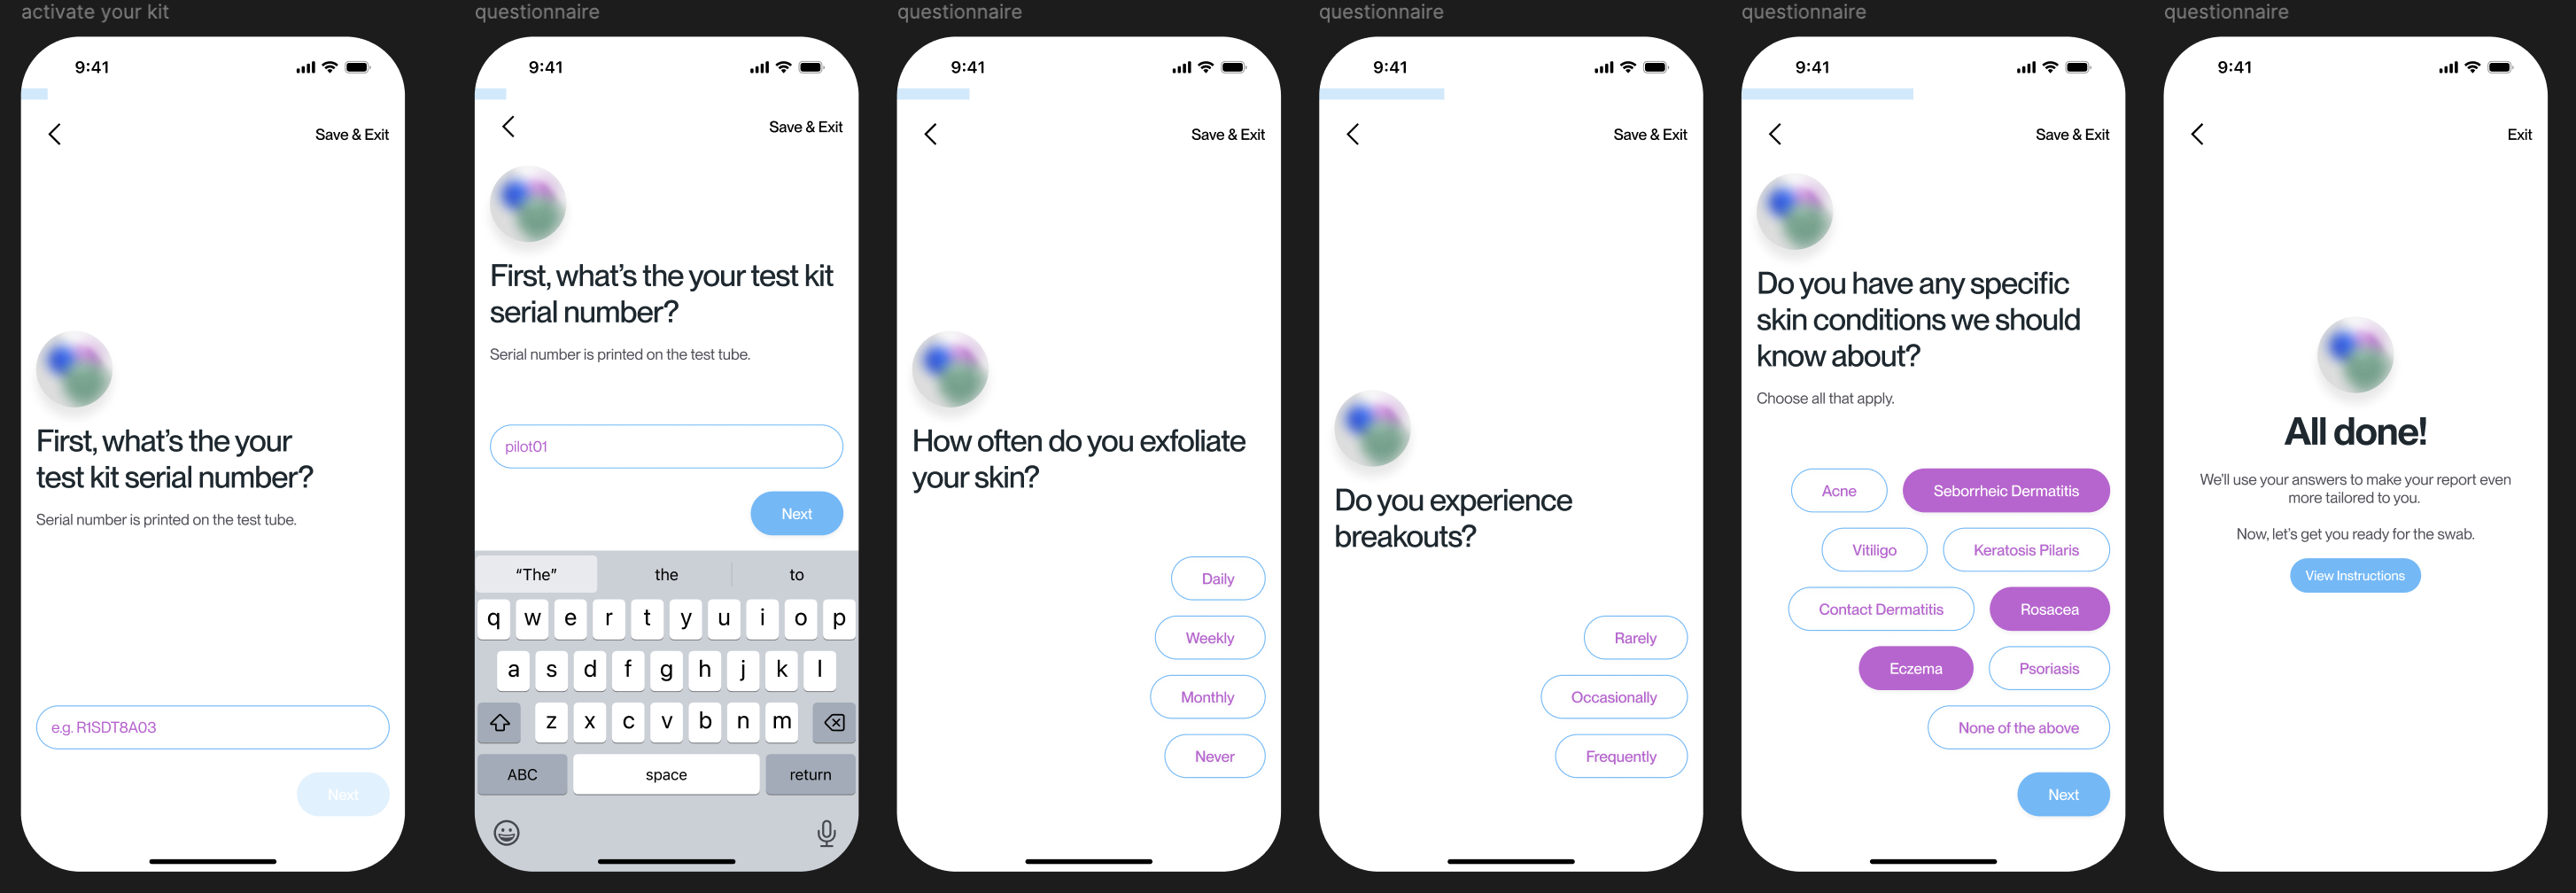 activate your kit
9:41
Save & Exit
First, what's the your
test kit serial number?
Serial number is printed on the test tube.
e.g. R1SDT8A03
Next
questionnaire
9:41
Save & Exit
First, what's the your test kit
serial number?
Serial number is printed on the test tube.
pilot01
Next
“The” the to
q w e r t y u i o p
a s d f g h j k l
z x c v b n m
ABC space return
questionnaire
9:41
Save & Exit
How often do you exfoliate
your skin?
Daily
Weekly
Monthly
Never
questionnaire
9:41
Save & Exit
Do you experience
breakouts?
Rarely
Occasionally
Frequently
questionnaire
9:41
Save & Exit
Do you have any specific
skin conditions we should
know about?
Choose all that apply.
Acne Seborrheic Dermatitis
Vitiligo Keratosis Pilaris
Contact Dermatitis Rosacea
Eczema Psoriasis
None of the above
Next
questionnaire
9:41
Exit
All done!
We'll use your answers to make your report even
more tailored to you.
Now, let's get you ready for the swab.
View Instructions